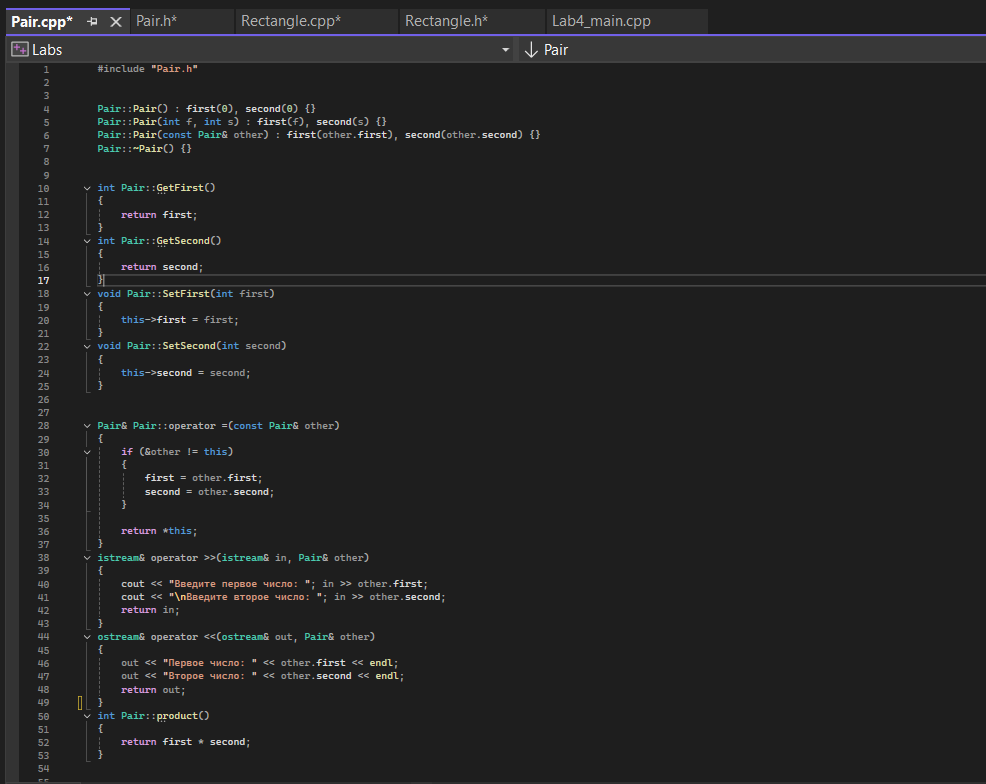 Pair.cpp* Pair.h* Rectangle.cpp* Rectangle.h* Lab4_main.cpp
Labs Pair
1 #include "Pair.h"
2
3
4 Pair::Pair() : first(0), second(0) {}
5 Pair::Pair(int f, int s) : first(f), second(s) {}
6 Pair::Pair(const Pair& other) : first(other.first), second(other.second) {}
7 Pair::~Pair() {}
8
9
10 int Pair::GetFirst()
11 {
12 return first;
13 }
14 int Pair::GetSecond()
15 {
16 return second;
17 }
18 void Pair::SetFirst(int first)
19 {
20 this->first = first;
21 }
22 void Pair::SetSecond(int second)
23 {
24 this->second = second;
25 }
26
27
28 Pair& Pair::operator =(const Pair& other)
29 {
30 if (&other != this)
31 {
32 first = other.first;
33 second = other.second;
34 }
35
36 return *this;
37 }
38 istream& operator >>(istream& in, Pair& other)
39 {
40 cout << "Введите первое число: "; in >> other.first;
41 cout << "\nВведите второе число: "; in >> other.second;
42 return in;
43 }
44 ostream& operator <<(ostream& out, Pair& other)
45 {
46 out << "Первое число: " << other.first << endl;
47 out << "Второе число: " << other.second << endl;
48 return out;
49 }
50 int Pair::product()
51 {
52 return first * second;
53 }
54
55